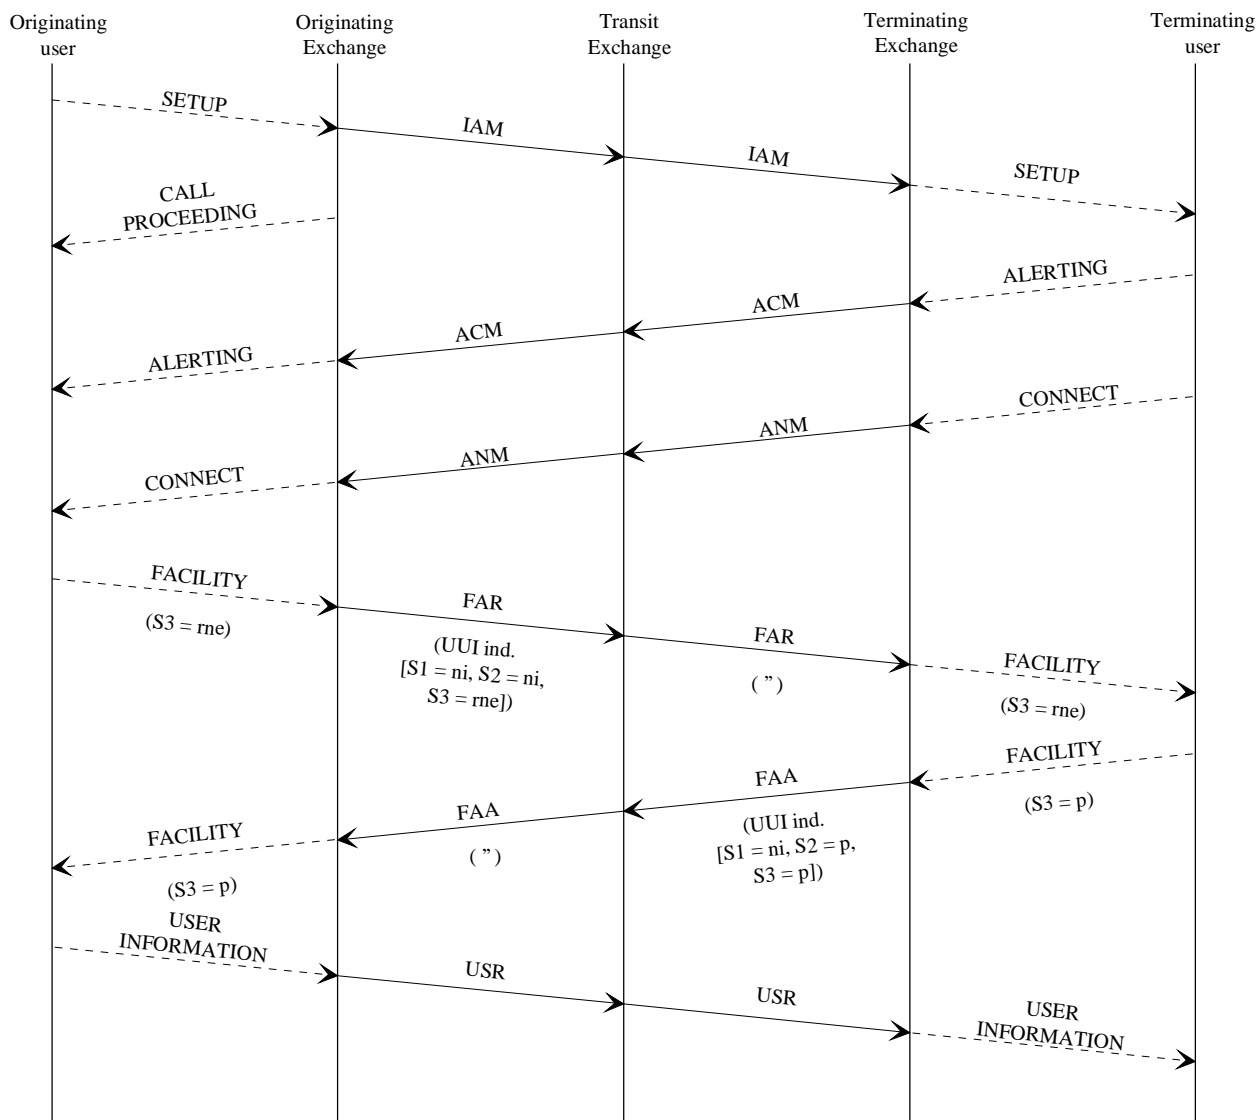 Originating
user
Originating
Exchange
Transit
Exchange
Terminating
Exchange
Terminating
user
SETUP
IAM
IAM
SETUP
CALL
PROCEEDING
ALERTING
ACM
ACM
ALERTING
CONNECT
ANM
ANM
CONNECT
FACILITY
(S3 = rne)
FAR
(UUI ind.
[S1 = ni, S2 = ni,
S3 = rne])
FAR
( ” )
FACILITY
(S3 = rne)
FACILITY
(S3 = p)
FAA
(UUI ind.
[S1 = ni, S2 = p,
S3 = p])
FAA
( ” )
FACILITY
(S3 = p)
USER
INFORMATION
USR
USR
USER
INFORMATION